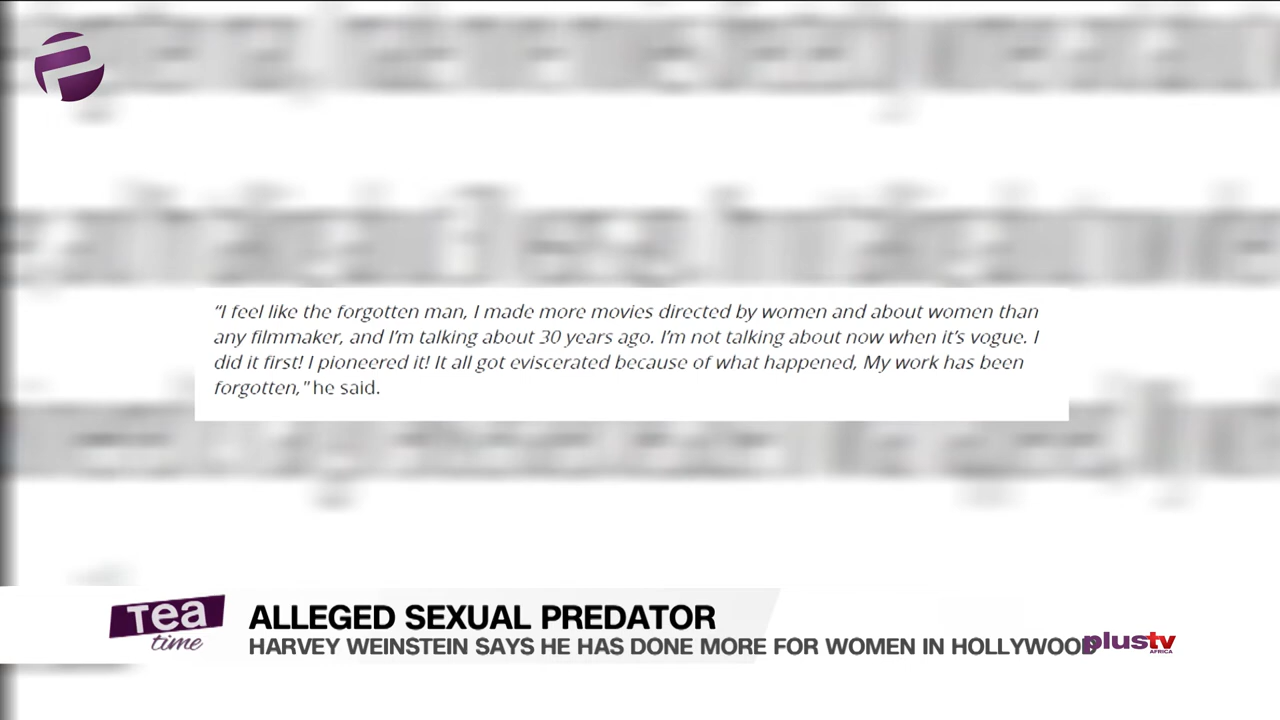 “I feel like the forgotten man, I made more movies directed by women and about women than
any filmmaker, and I’m talking about 30 years ago. I’m not talking about now when it’s vogue. I
did it first! I pioneered it! It all got eviscerated because of what happened, My work has been
forgotten," he said.
Tea
time
ALLEGED SEXUAL PREDATOR
HARVEY WEINSTEIN SAYS HE HAS DONE MORE FOR WOMEN IN HOLLYWOOD
plustv
AFRICA